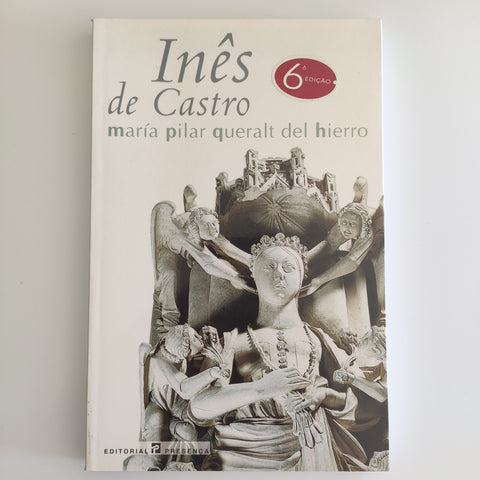 Inês
de Castro
6ª EDIÇÃO
maría pilar queralt del hierro
EDITORIAL PRESENÇA